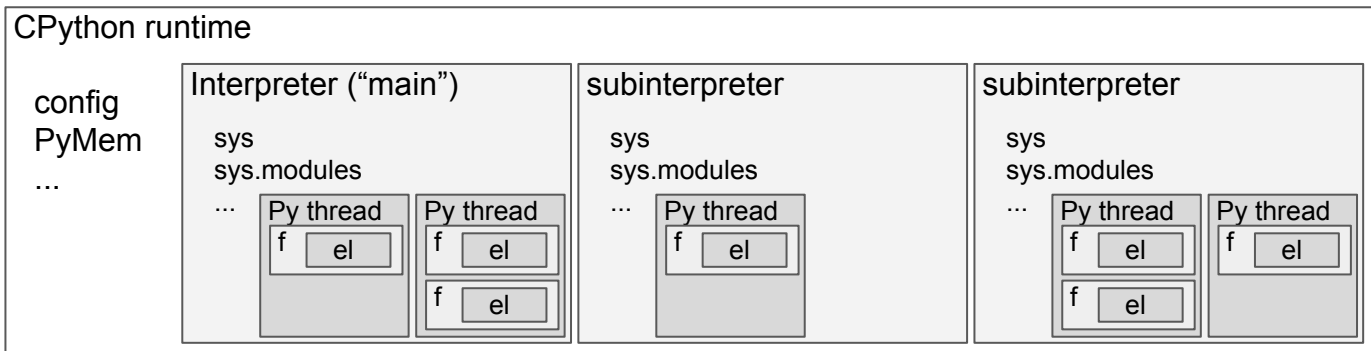 CPython runtime
config
PyMem
...
Interpreter (“main”)
sys
sys.modules
...
Py thread
f
el
Py thread
f
el
f
el
subinterpreter
sys
sys.modules
...
Py thread
f
el
subinterpreter
sys
sys.modules
...
Py thread
f
el
f
el
Py thread
f
el